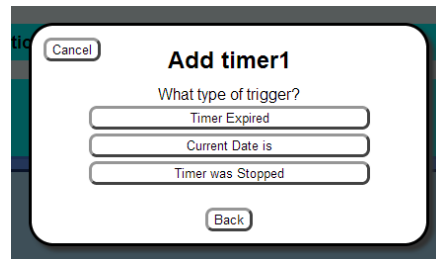 Cancel
Add timer1
What type of trigger?
Timer Expired
Current Date is
Timer was Stopped
Back